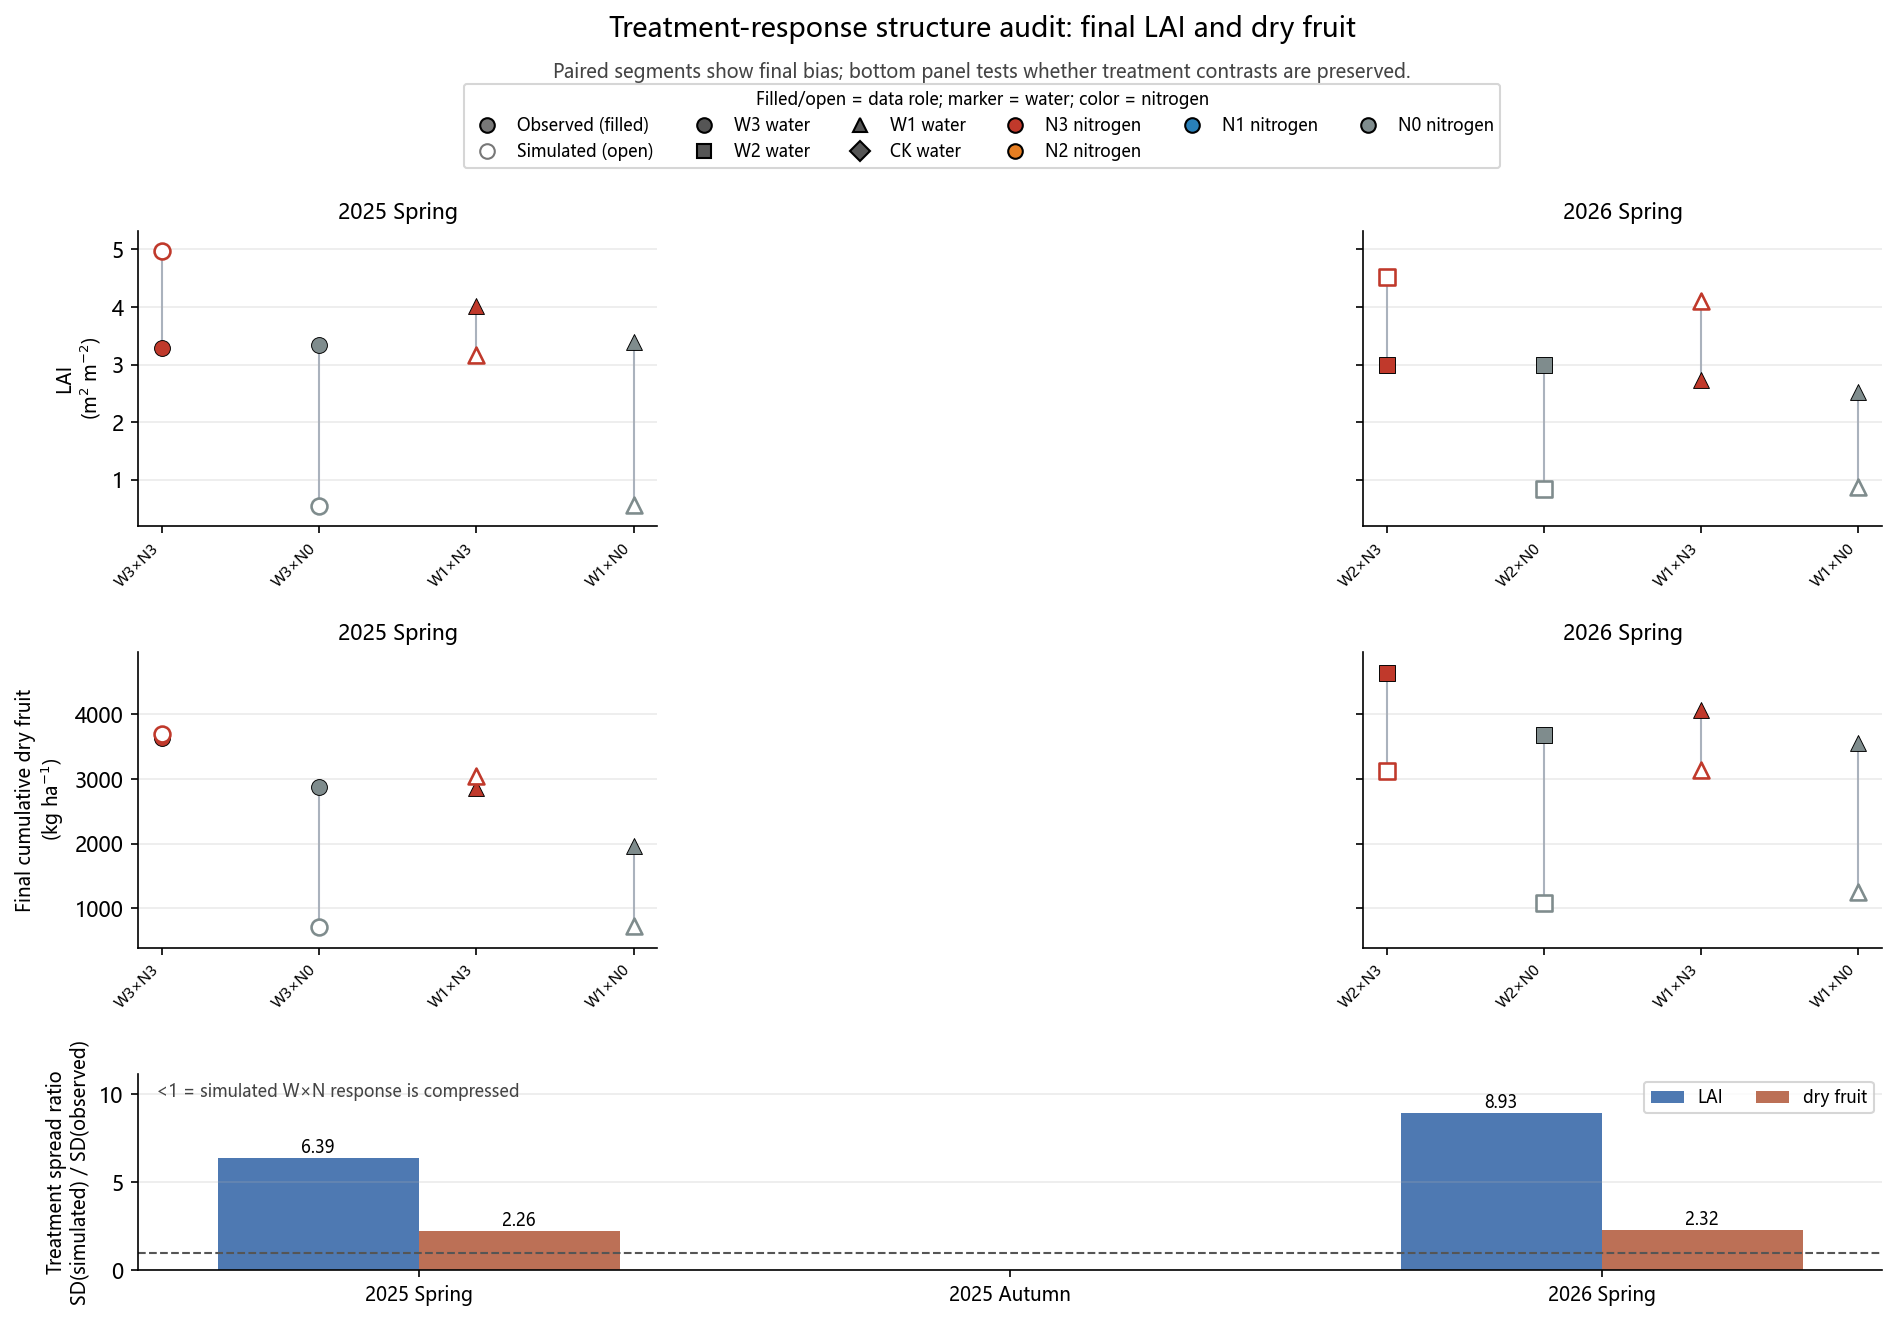 Treatment-response structure audit: final LAI and dry fruit
Paired segments show final bias; bottom panel tests whether treatment contrasts are preserved.
Filled/open = data role; marker = water; color = nitrogen
Observed (filled) W3 water W1 water N3 nitrogen N1 nitrogen N0 nitrogen
Simulated (open) W2 water CK water N2 nitrogen
2025 Spring
LAI
(m² m⁻²)
5
4
3
2
1
W3×N3 W3×N0 W1×N3 W1×N0
2026 Spring
W2×N3 W2×N0 W1×N3 W1×N0
2025 Spring
Final cumulative dry fruit
(kg ha⁻¹)
4000
3000
2000
1000
W3×N3 W3×N0 W1×N3 W1×N0
2026 Spring
W2×N3 W2×N0 W1×N3 W1×N0
Treatment spread ratio
SD(simulated) / SD(observed)
10
5
0
<1 = simulated W×N response is compressed
LAI dry fruit
6.39
2.26
8.93
2.32
2025 Spring 2025 Autumn 2026 Spring